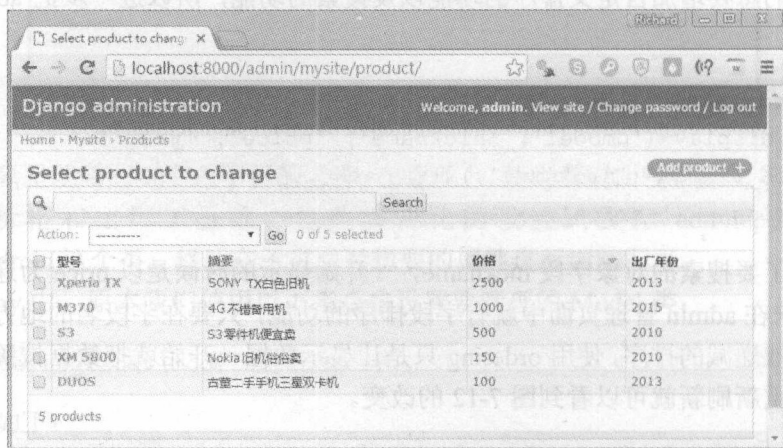 Richard
Select product to chang
localhost:8000/admin/mysite/product/
Django administration
Welcome, admin. View site / Change password / Log out
Home › Mysite › Products
Select product to change
Add product +
Search
Action: --------- Go 0 of 5 selected
型号 摘要 价格 出厂年份
Xperia TX SONY TX白色旧机 2500 2013
M370 4G不错备用机 1000 2015
S3 S3零件机便宜卖 500 2010
XM 5800 Nokia旧机俗俗卖 150 2010
DUOS 古董二手手机三星双卡机 100 2013
5 products